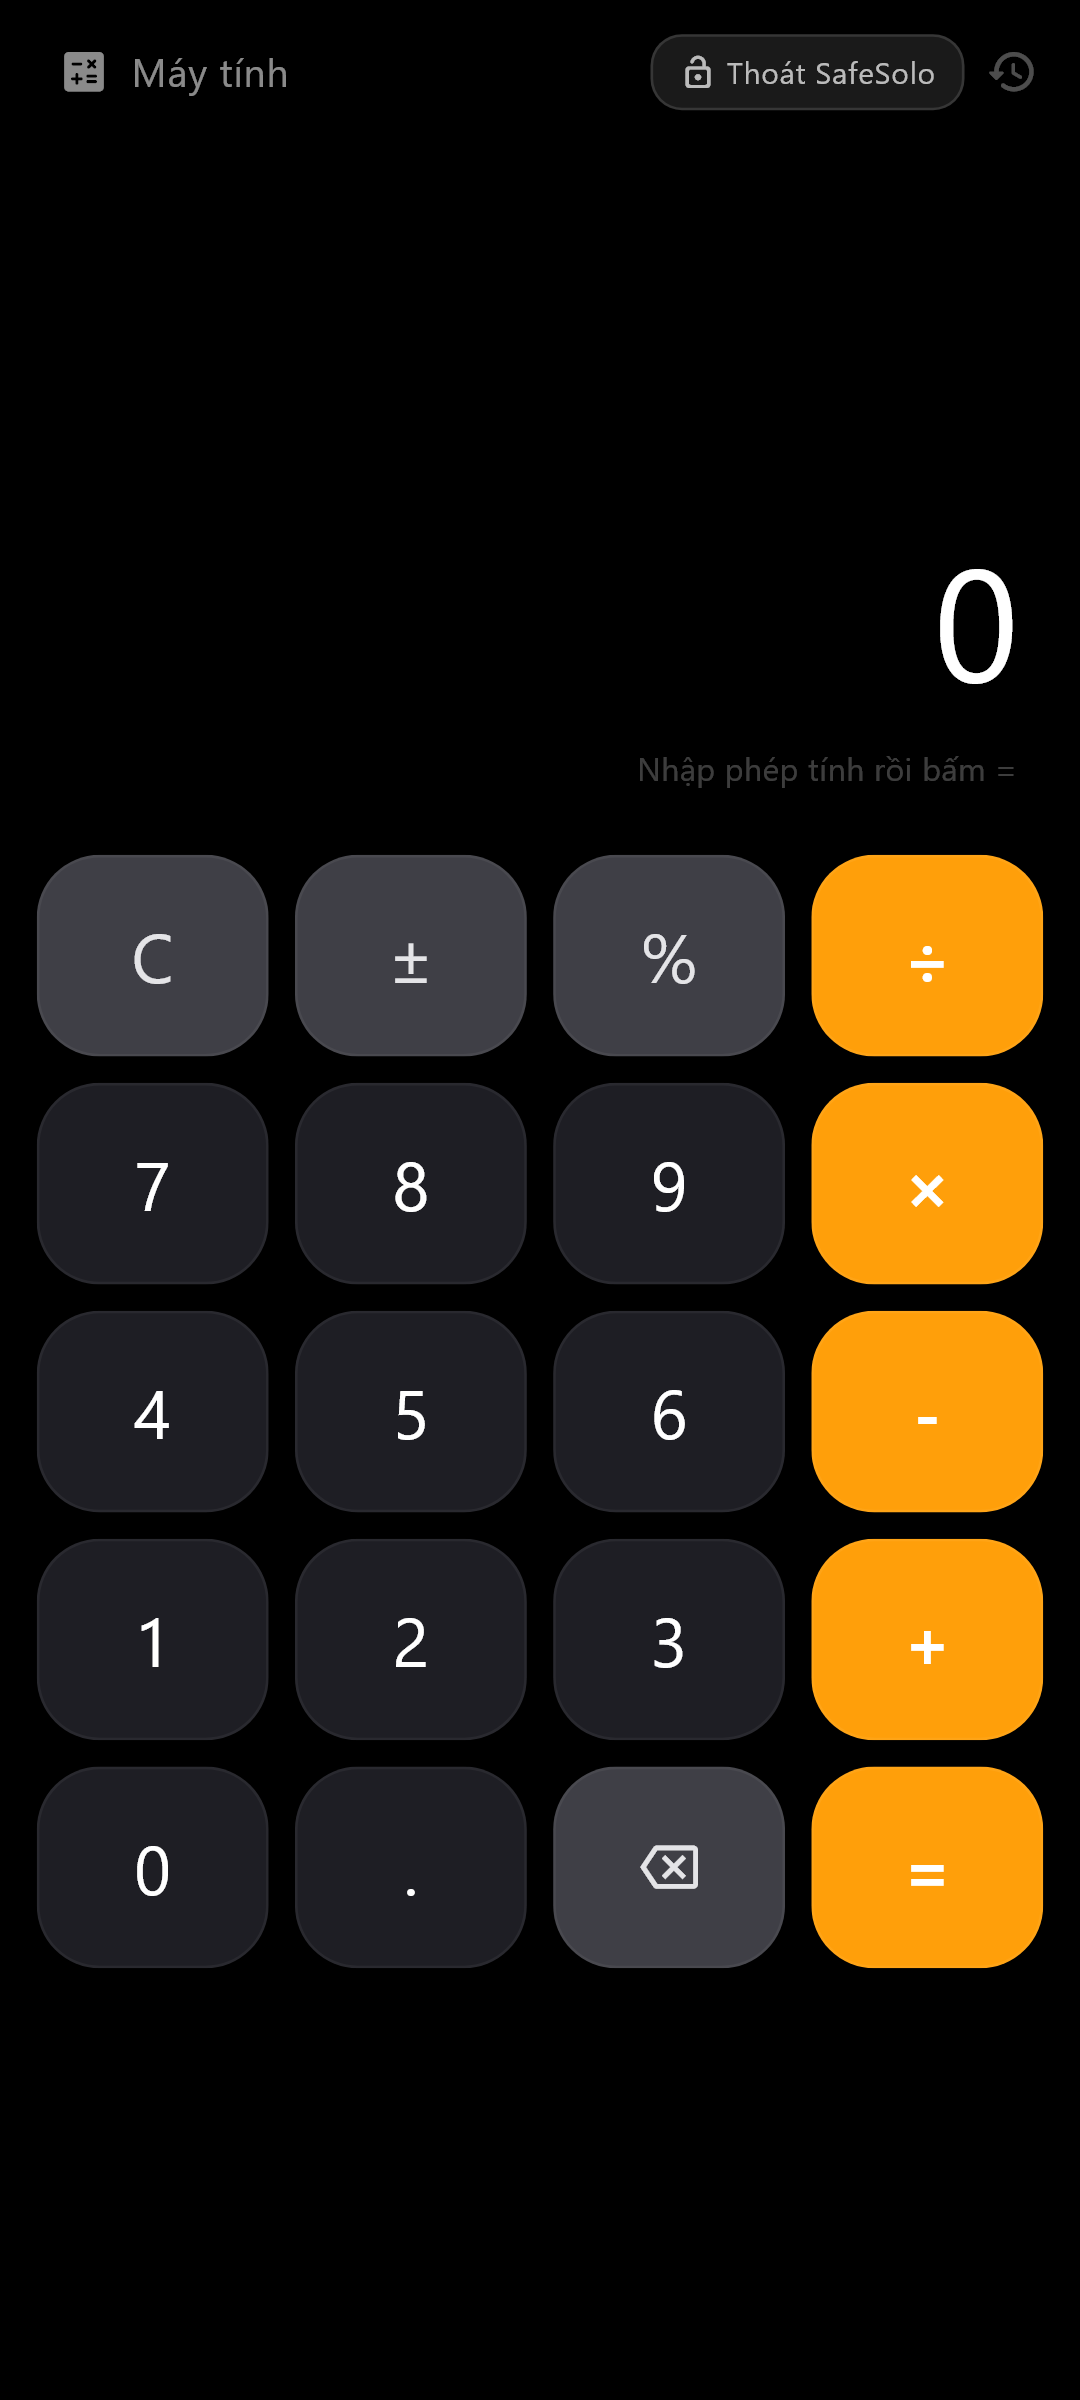 Máy tính
Thoát SafeSolo
0
Nhập phép tính rồi bấm =
C ± % ÷
7 8 9 ×
4 5 6 -
1 2 3 +
0 . =